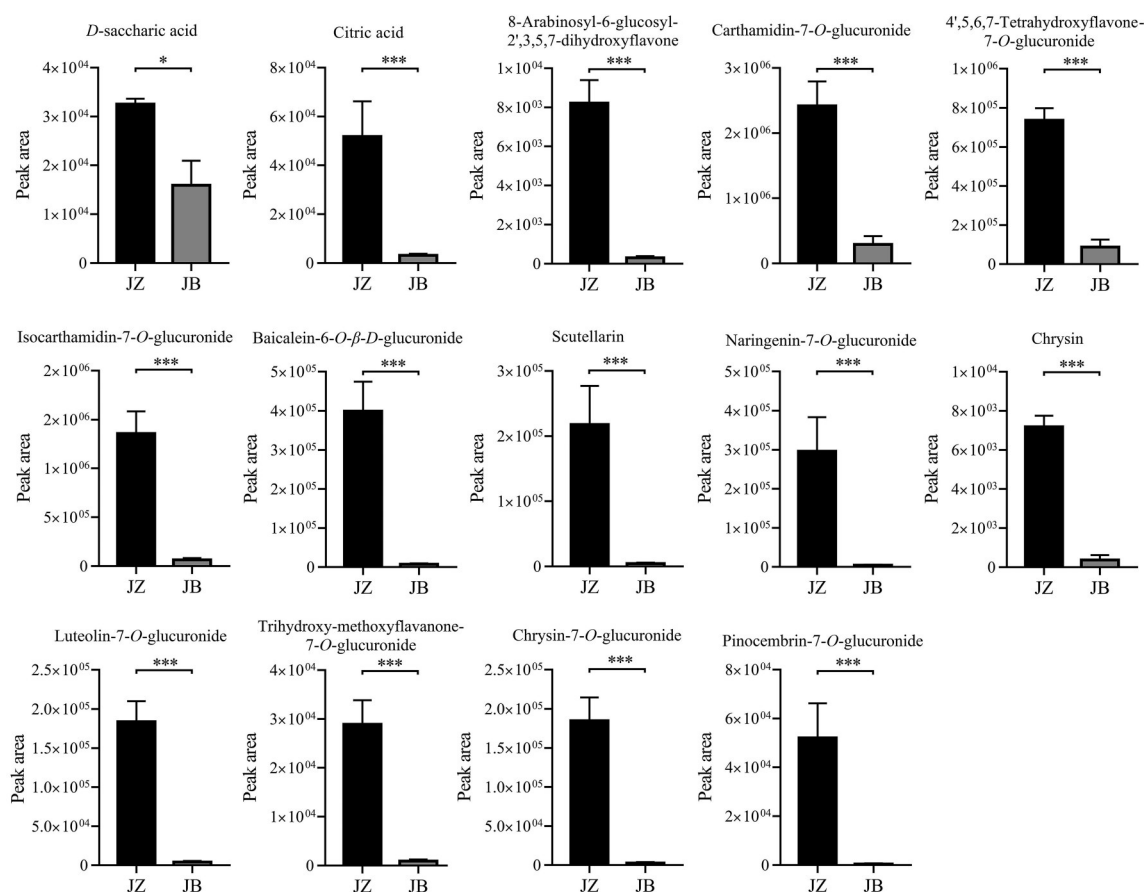 D-saccharic acid
*
Peak area
4×10⁰⁴
3×10⁰⁴
2×10⁰⁴
1×10⁰⁴
0
JZ JB
Citric acid
***
Peak area
8×10⁰⁴
6×10⁰⁴
4×10⁰⁴
2×10⁰⁴
0
JZ JB
8-Arabinosyl-6-glucosyl-
2',3,5,7-dihydroxyflavone
***
Peak area
1×10⁰⁴
8×10⁰³
6×10⁰³
4×10⁰³
2×10⁰³
0
JZ JB
Carthamidin-7-O-glucuronide
***
Peak area
3×10⁰⁶
2×10⁰⁶
1×10⁰⁶
0
JZ JB
4',5,6,7-Tetrahydroxyflavone-
7-O-glucuronide
***
Peak area
1×10⁰⁶
8×10⁰⁵
6×10⁰⁵
4×10⁰⁵
2×10⁰⁵
0
JZ JB
Isocarthamidin-7-O-glucuronide
***
Peak area
2×10⁰⁶
2×10⁰⁶
1×10⁰⁶
5×10⁰⁵
0
JZ JB
Baicalein-6-O-β-D-glucuronide
***
Peak area
5×10⁰⁵
4×10⁰⁵
3×10⁰⁵
2×10⁰⁵
1×10⁰⁵
0
JZ JB
Scutellarin
***
Peak area
3×10⁰⁵
2×10⁰⁵
1×10⁰⁵
0
JZ JB
Naringenin-7-O-glucuronide
***
Peak area
5×10⁰⁵
4×10⁰⁵
3×10⁰⁵
2×10⁰⁵
1×10⁰⁵
0
JZ JB
Chrysin
***
Peak area
1×10⁰⁴
8×10⁰³
6×10⁰³
4×10⁰³
2×10⁰³
0
JZ JB
Luteolin-7-O-glucuronide
***
Peak area
2.5×10⁰⁵
2.0×10⁰⁵
1.5×10⁰⁵
1.0×10⁰⁵
5.0×10⁰⁴
0
JZ JB
Trihydroxy-methoxyflavanone-
7-O-glucuronide
***
Peak area
4×10⁰⁴
3×10⁰⁴
2×10⁰⁴
1×10⁰⁴
0
JZ JB
Chrysin-7-O-glucuronide
***
Peak area
2.5×10⁰⁵
2.0×10⁰⁵
1.5×10⁰⁵
1.0×10⁰⁵
5.0×10⁰⁴
0
JZ JB
Pinocembrin-7-O-glucuronide
***
Peak area
8×10⁰⁴
6×10⁰⁴
4×10⁰⁴
2×10⁰⁴
0
JZ JB